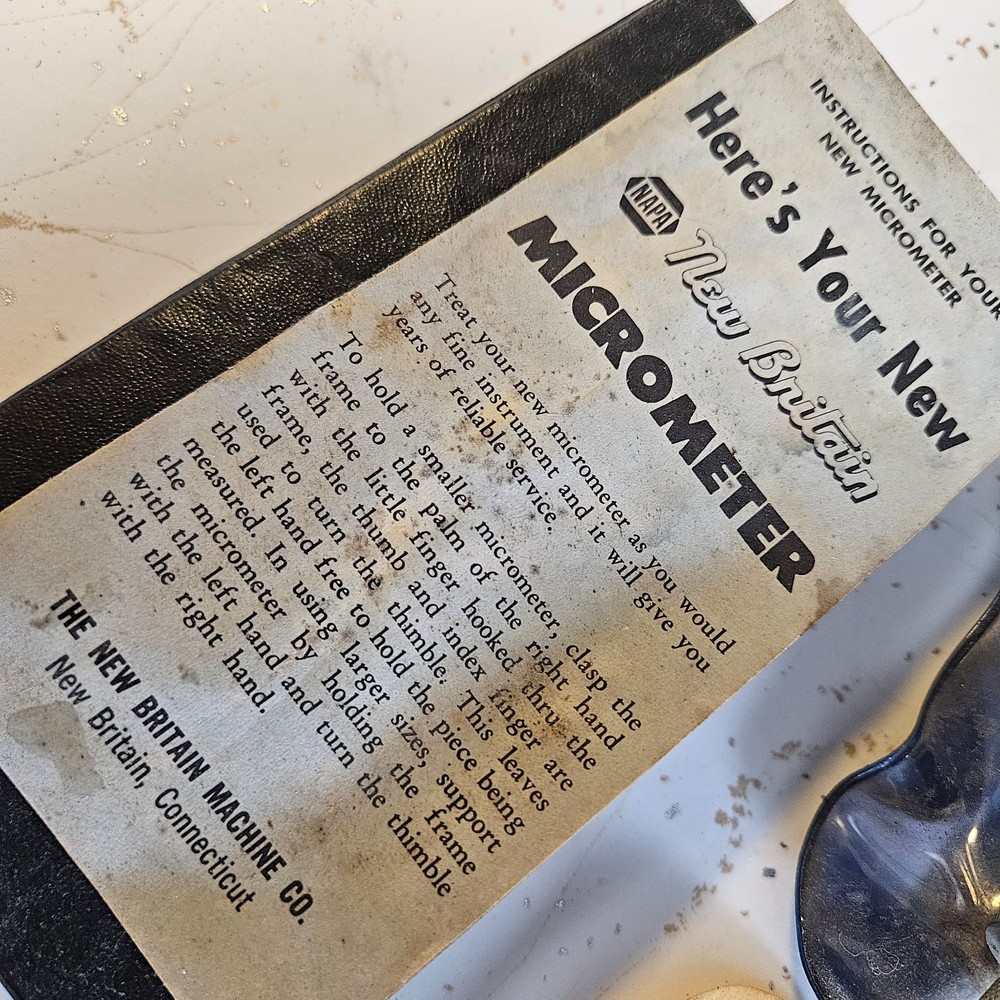 INSTRUCTIONS FOR YOUR
NEW MICROMETER
Here's Your New
NAPA
New Britain
MICROMETER
Treat your new micrometer as you would
any fine instrument and it will give you
years of reliable service.
To hold a smaller micrometer, clasp the
frame to the palm of the right hand
with the little finger hooked thru the
frame, the thumb and index finger are
used to turn the thimble. This leaves
the left hand free to hold the piece being
measured. In using larger sizes, support
the micrometer by holding the frame
with the left hand and turn the thimble
with the right hand.
THE NEW BRITAIN MACHINE CO.
New Britain, Connecticut